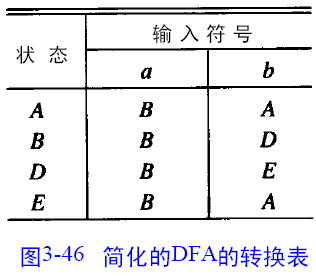 状 态 输 入 符 号
a b
A B A
B B D
D B E
E B A
图3-46 简化的DFA的转换表